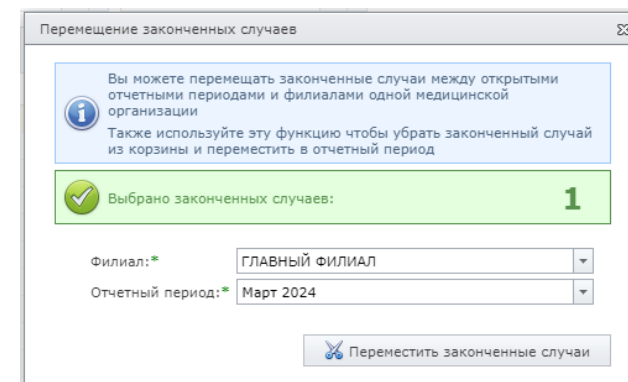 Перемещение законченных случаев
Вы можете перемещать законченные случаи между открытыми
отчетными периодами и филиалами одной медицинской
организации
Также используйте эту функцию чтобы убрать законченный случай
из корзины и переместить в отчетный период
Выбрано законченных случаев: 1
Филиал:* ГЛАВНЫЙ ФИЛИАЛ
Отчетный период:* Март 2024
Переместить законченные случаи